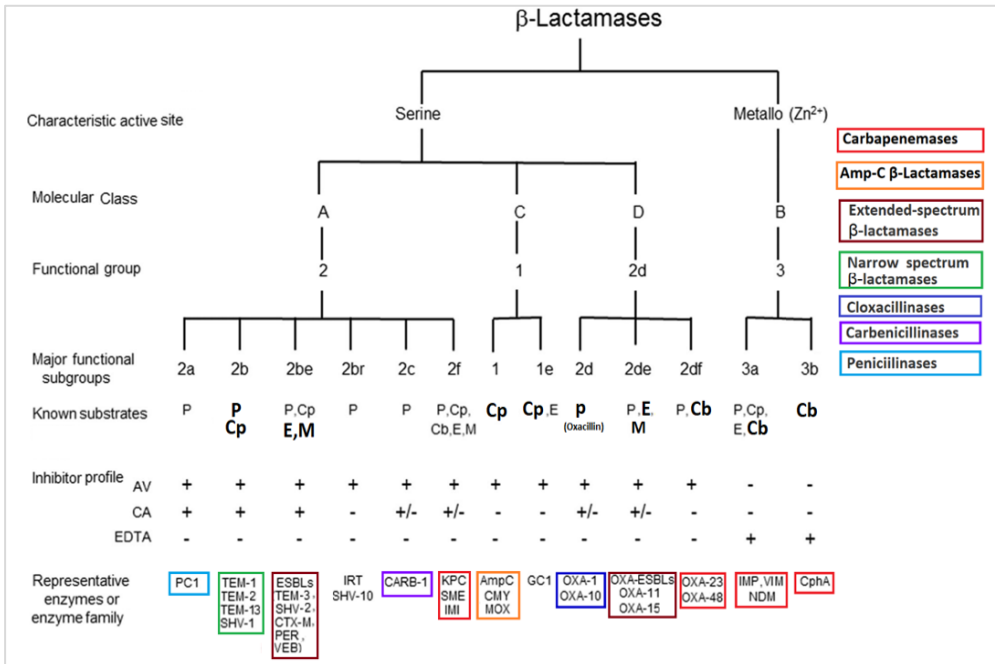 β-Lactamases
Characteristic active site Serine Metallo (Zn²⁺)
Carbapenemases
Amp-C β-Lactamases
Extended-spectrum
β-lactamases
Narrow spectrum
β-lactamases
Cloxacillinases
Carbenicillinases
Peniciilinases
Molecular Class A C D B
Functional group 2 1 2d 3
Major functional
subgroups
2a 2b 2be 2br 2c 2f 1 1e 2d 2de 2df 3a 3b
Known substrates
P P P,Cp P P P,Cp, Cp Cp,E p P,E, P,Cb P,Cp, Cb
Cp E,M Cb,E,M (Oxacillin) M E,Cb
Inhibitor profile
AV + + + + + + + + + + + - -
CA + + + - +/- +/- - - +/- +/- - - -
EDTA - - - - - - - - - - - + +
Representative
enzymes or
enzyme family
PC1
TEM-1
TEM-2
TEM-13
SHV-1
ESBLs
TEM-3,
SHV-2,
CTX-M,
PER,
VEB)
IRT
SHV-10
CARB-1
KPC
SME
IMI
AmpC
CMY
MOX
GC1
OXA-1
OXA-10
OXA-ESBLs
OXA-11
OXA-15
OXA-23
OXA-48
IMP,VIM
NDM
CphA